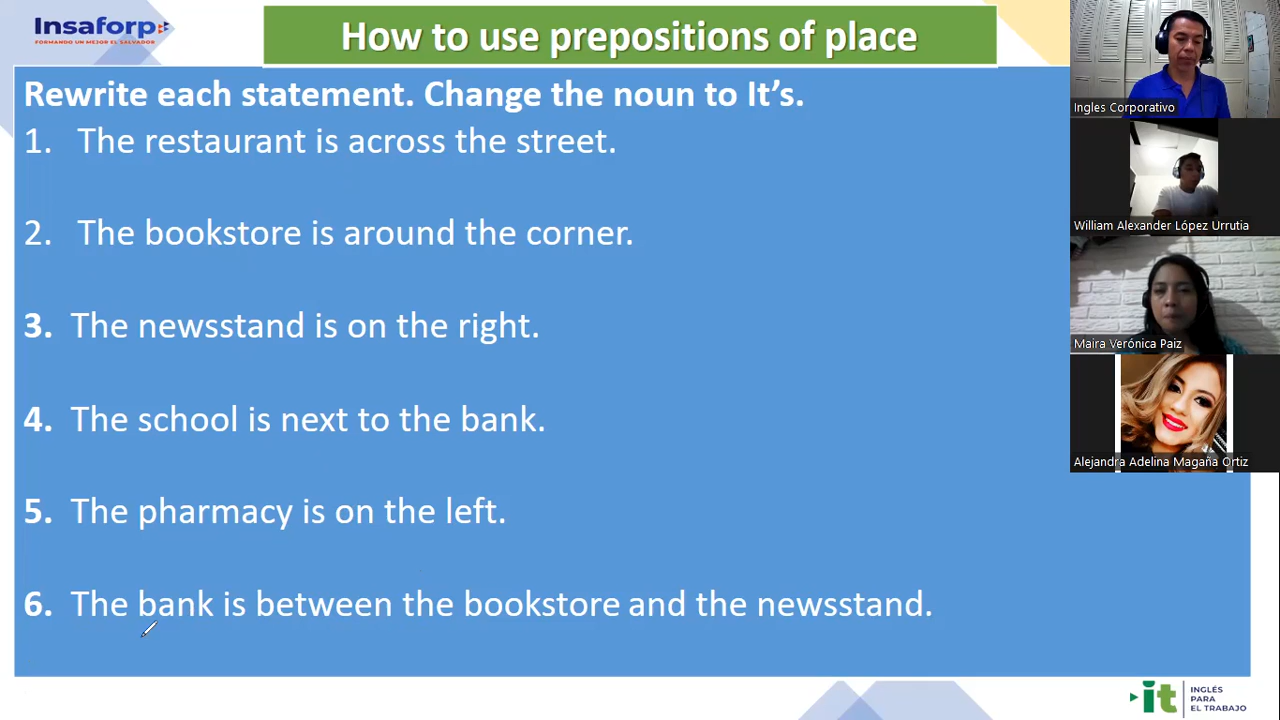 Insaforp
FORMANDO UN MEJOR EL SALVADOR
How to use prepositions of place
Rewrite each statement. Change the noun to It's.
1. The restaurant is across the street.
2. The bookstore is around the corner.
3. The newsstand is on the right.
4. The school is next to the bank.
5. The pharmacy is on the left.
6. The bank is between the bookstore and the newsstand.
Ingles Corporativo
William Alexander López Urrutia
Maira Verónica Paiz
Alejandra Adelina Magaña Ortiz
it
INGLÉS
PARA
EL TRABAJO